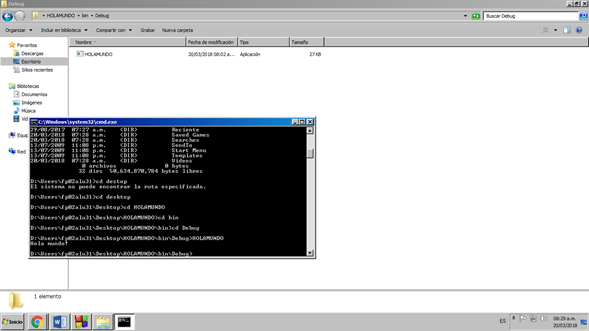 Debug
HOLAMUNDO ▸ bin ▸ Debug
Buscar Debug
Organizar Incluir en biblioteca Compartir con Grabar Nueva carpeta
Nombre Fecha de modificación Tipo Tamaño
Favoritos
HOLAMUNDO 20/03/2018 08:02 a... Aplicación 27 KB
Descargas
Escritorio
Sitios recientes
Bibliotecas
Documentos
Imágenes
Música
Víd
Equip
Red
C:\Windows\system32\cmd.exe
29/08/2017 07:27 a.m. <DIR> Reciente
20/03/2018 07:28 a.m. <DIR> Saved Games
20/03/2018 07:28 a.m. <DIR> Searches
13/07/2009 11:08 p.m. <DIR> SendTo
13/07/2009 11:08 p.m. <DIR> Start Menu
13/07/2009 11:08 p.m. <DIR> Templates
20/03/2018 07:28 a.m. <DIR> Videos
0 archivos 0 bytes
32 dirs 50,634,870,784 bytes libres
D:\Users\fp02alu31>cd destop
El sistema no puede encontrar la ruta especificada.
D:\Users\fp02alu31>cd desktop
D:\Users\fp02alu31\Desktop>cd HOLAMUNDO
D:\Users\fp02alu31\Desktop\HOLAMUNDO>cd bin
D:\Users\fp02alu31\Desktop\HOLAMUNDO\bin>cd Debug
D:\Users\fp02alu31\Desktop\HOLAMUNDO\bin\Debug>HOLAMUNDO
Hola mundo!
D:\Users\fp02alu31\Desktop\HOLAMUNDO\bin\Debug>
1 elemento
Inicio
ES
08:29 a.m.
20/03/2018